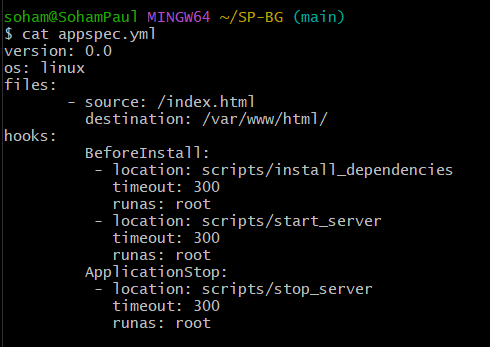 soham@SohamPaul MINGW64 ~/SP-BG (main)
$ cat appspec.yml
version: 0.0
os: linux
files:
       - source: /index.html
         destination: /var/www/html/
hooks:
         BeforeInstall:
          - location: scripts/install_dependencies
            timeout: 300
            runas: root
          - location: scripts/start_server
            timeout: 300
            runas: root
         ApplicationStop:
          - location: scripts/stop_server
            timeout: 300
            runas: root